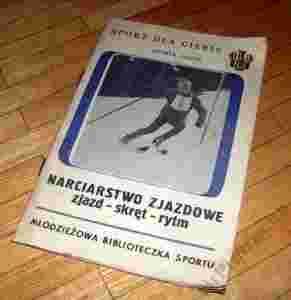 SPORT DLA CIEBIE
NARCIARSTWO ZJAZDOWE
zjazd - skręt - rytm
MŁODZIEŻOWA BIBLIOTECZKA SPORTU